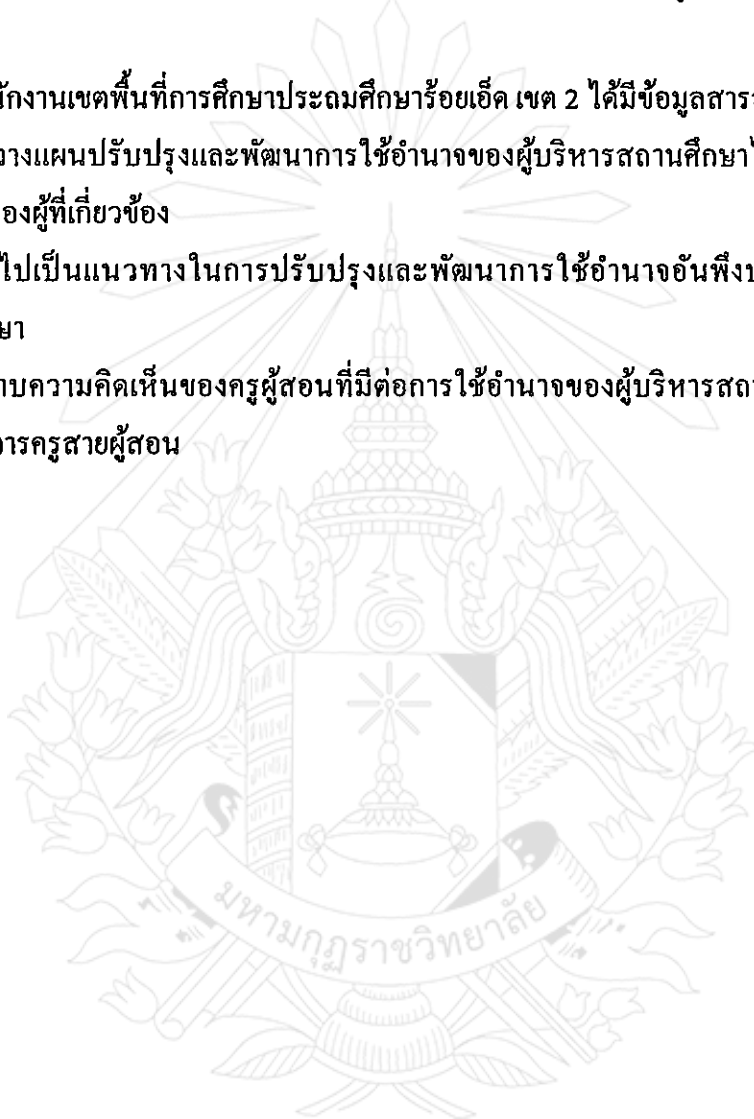 ักงานเขตพื้นที่การศึกษาประถมศึกษาร้อยเอ็ด เขต 2 ได้มีข้อมูลสาร
วางแผนปรับปรุงและพัฒนาการใช้อำนาจของผู้บริหารสถานศึกษา
องผู้ที่เกี่ยวข้อง
ไปเป็นแนวทางในการปรับปรุงและพัฒนาการใช้อำนาจอันพึง
ษา
าบความคิดเห็นของครูผู้สอนที่มีต่อการใช้อำนาจของผู้บริหารสถา
ารครูสายผู้สอน
มหามกุฏราชวิทยาลัย